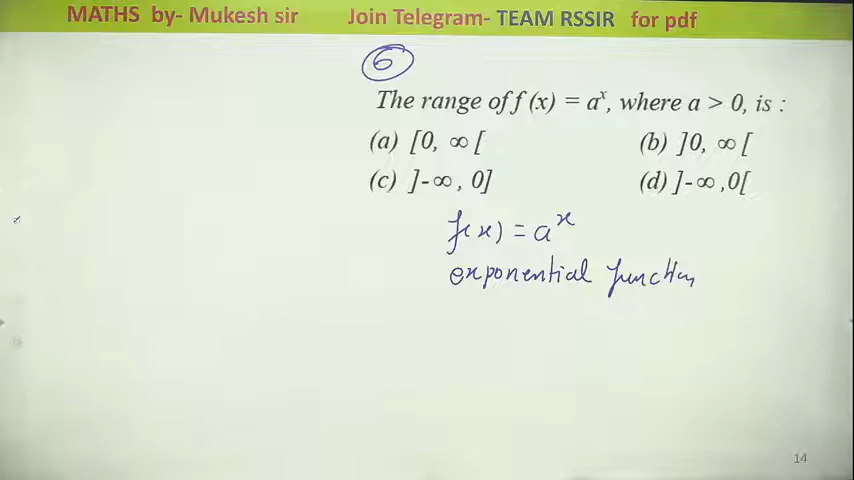 MATHS by- Mukesh sir Join Telegram- TEAM RSSIR for pdf
6
The range of f (x) = aˣ, where a > 0, is :
(a) [0, ∞ [ (b) ]0, ∞ [
(c) ]-∞ , 0] (d) ]-∞ ,0[
f(x) = aˣ
exponential function
14